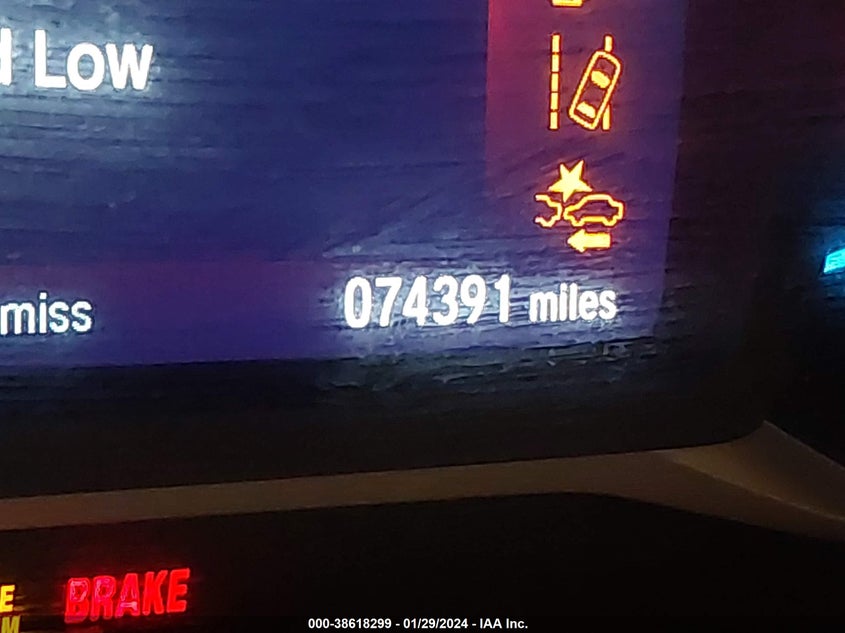 d Low
miss
074391 miles
E
BRAKE
M
000-38618299 - 01/29/2024 - IAA Inc.